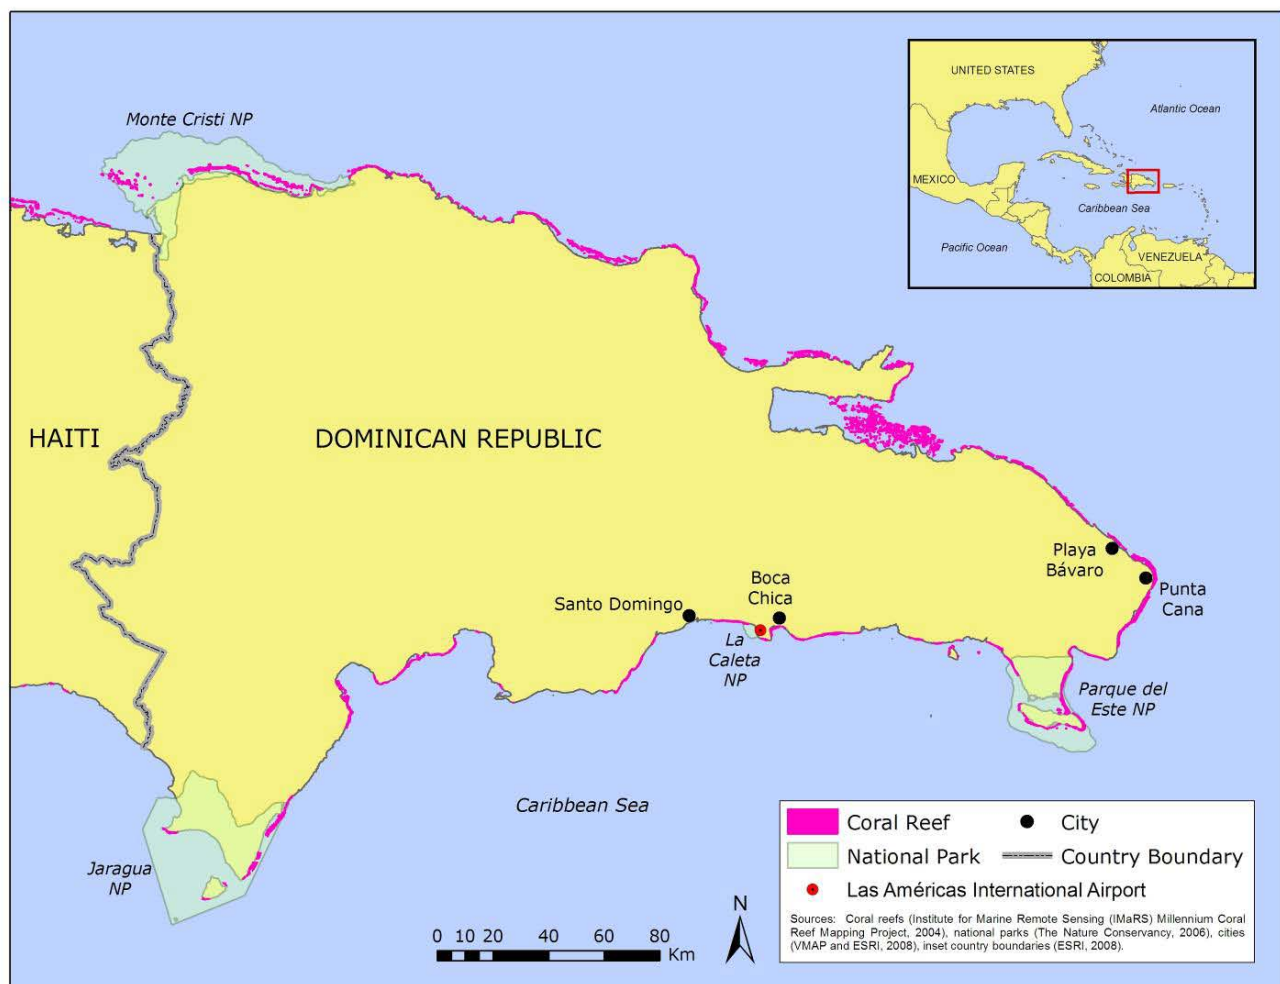 Monte Cristi NP
UNITED STATES
Atlantic Ocean
MEXICO
Caribbean Sea
Pacific Ocean
VENEZUELA
COLOMBIA
HAITI
DOMINICAN REPUBLIC
Playa
Bávaro
Punta
Cana
Boca
Chica
Santo Domingo
La
Caleta
NP
Parque del
Este NP
Caribbean Sea
Jaragua
NP
Coral Reef
City
National Park
Country Boundary
Las Américas International Airport
Sources: Coral reefs (Institute for Marine Remote Sensing (IMaRS) Millennium Coral
Reef Mapping Project, 2004), national parks (The Nature Conservancy, 2006), cities
(VMAP and ESRI, 2008), inset country boundaries (ESRI, 2008).
N
0 10 20 40 60 80
Km